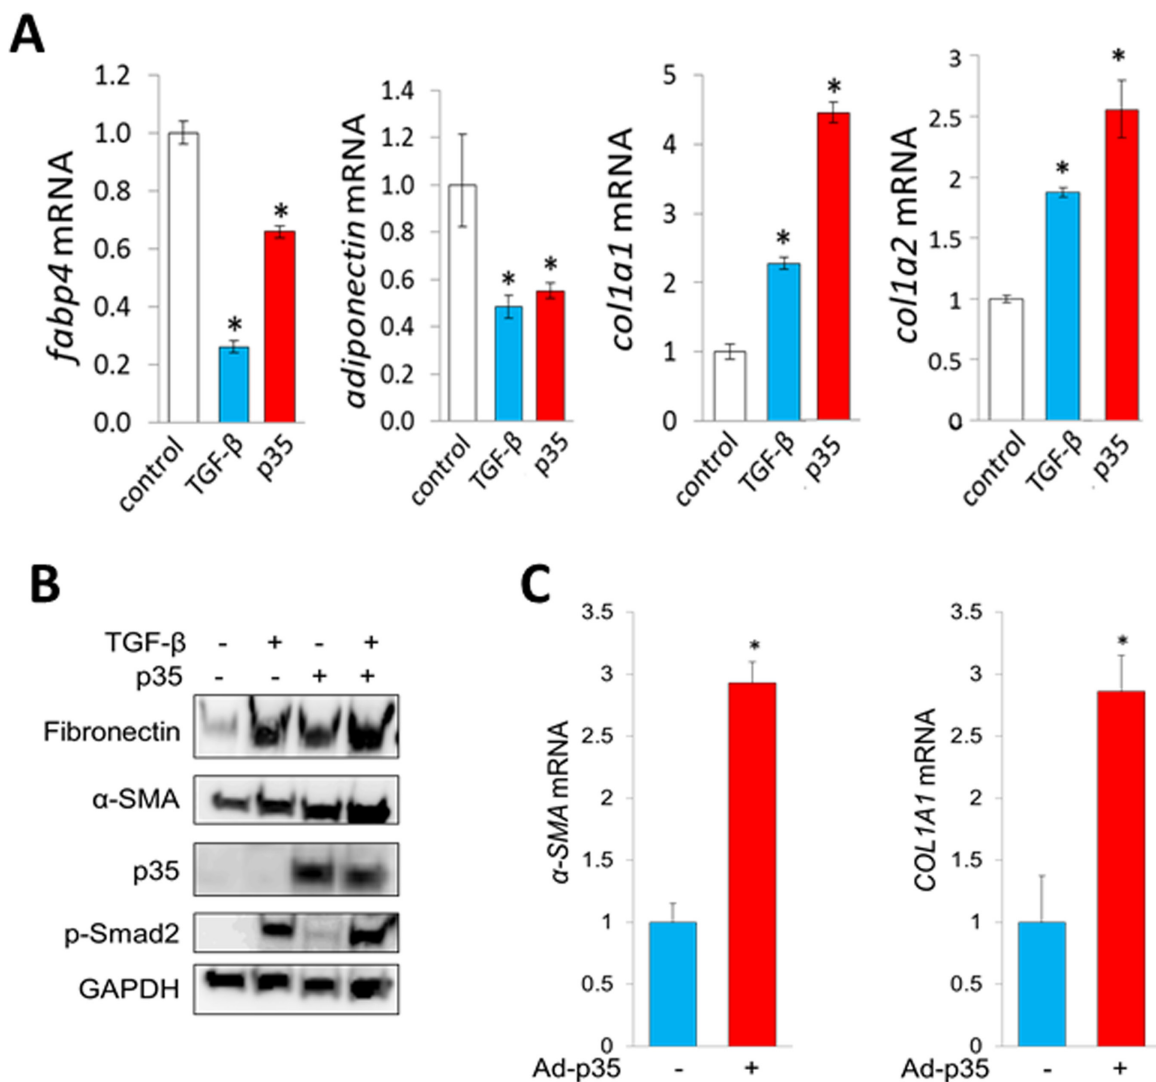 A
fabp4 mRNA
1.2
1.0
0.8
0.6
0.4
0.2
0.0
*
*
control
TGF-β
p35
adiponectin mRNA
1.4
1.2
1.0
0.8
0.6
0.4
0.2
0.0
*
*
control
TGF-β
p35
col1a1 mRNA
5
4
3
2
1
0
*
*
control
TGF-β
p35
col1a2 mRNA
3
2.5
2
1.5
1
0.5
0
*
*
control
TGF-β
p35
B
TGF-β - + - +
p35 - - + +
Fibronectin
α-SMA
p35
p-Smad2
GAPDH
C
α-SMA mRNA
3.5
3
2.5
2
1.5
1
0.5
0
*
Ad-p35 - +
COL1A1 mRNA
3.5
3
2.5
2
1.5
1
0.5
0
*
Ad-p35 - +